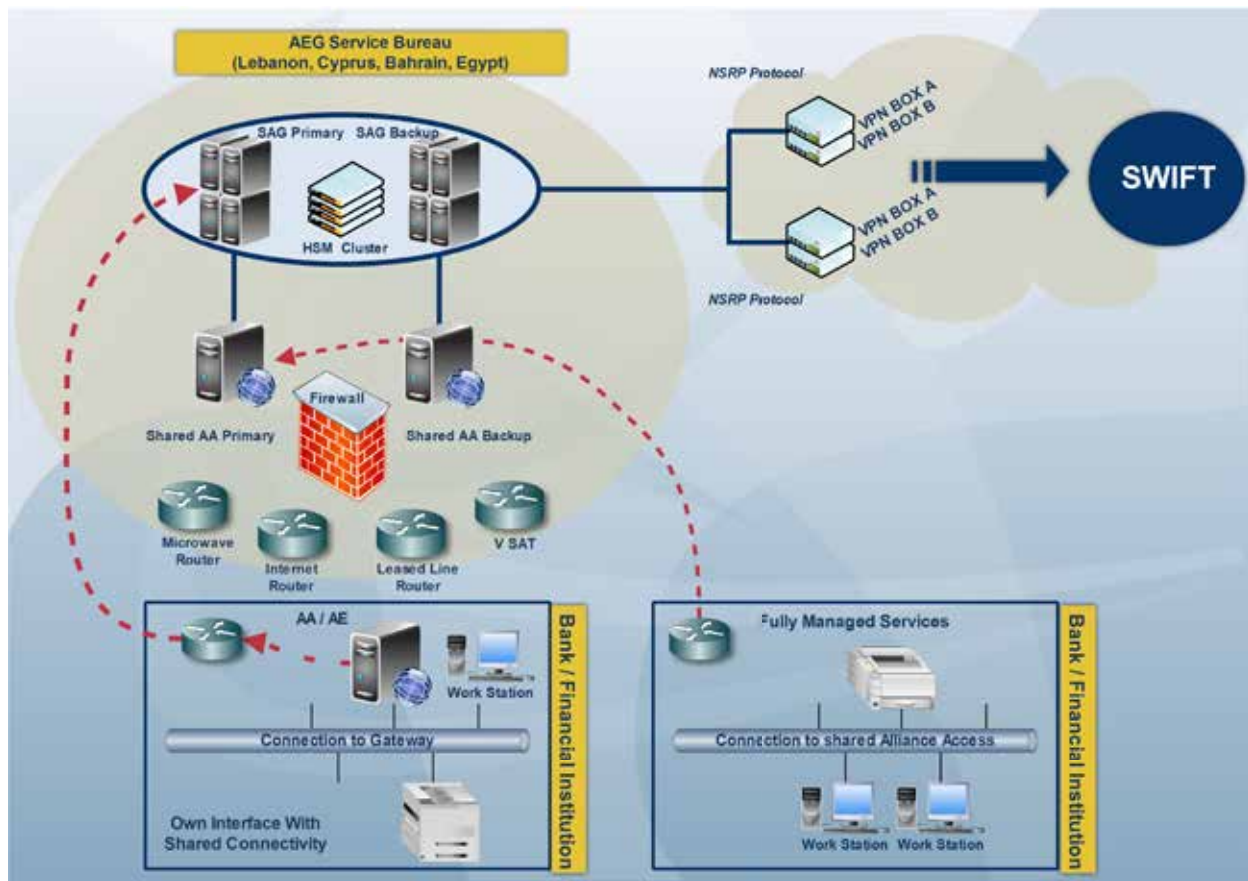 AEG Service Bureau
(Lebanon, Cyprus, Bahrain, Egypt)
NSRP Protocol
VPN BOX A
VPN BOX B
SAG Primary
SAG Backup
HSM Cluster
SWIFT
VPN BOX A
VPN BOX B
NSRP Protocol
Firewall
Shared AA Primary
Shared AA Backup
Microwave
Router
Internet
Router
Leased Line
Router
V SAT
AA / AE
Work Station
Connection to Gateway
Own Interface With
Shared Connectivity
Bank / Financial Institution
Fully Managed Services
Connection to shared Alliance Access
Work Station
Work Station
Bank / Financial Institution